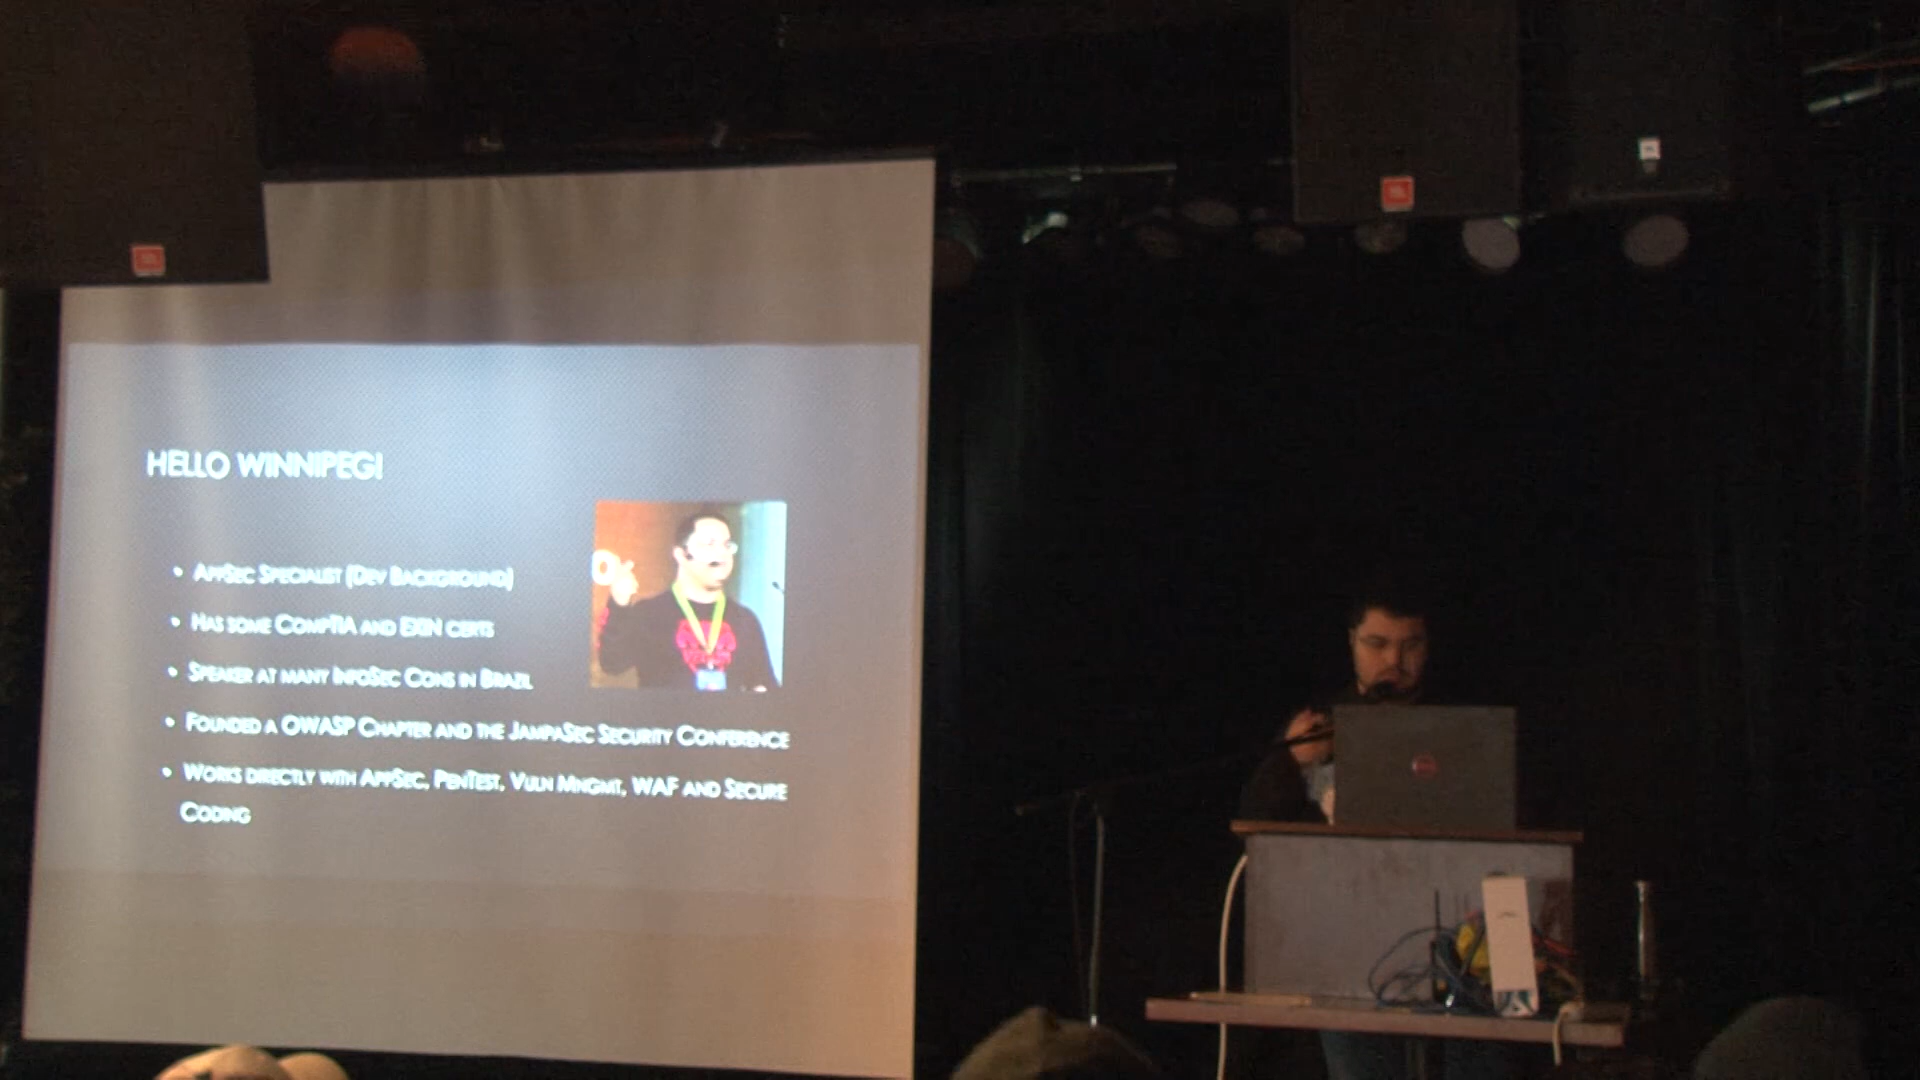 HELLO WINNIPEG!
• APPSEC SPECIALIST (DEV BACKGROUND)
• HAS SOME COMPTIA AND EXIN CERTS
• SPEAKER AT MANY INFOSEC CONS IN BRAZIL
• FOUNDED A OWASP CHAPTER AND THE JAMPASEC SECURITY CONFERENCE
• WORKS DIRECTLY WITH APPSEC, PENTEST, VULN MNGMT, WAF AND SECURE
CODING